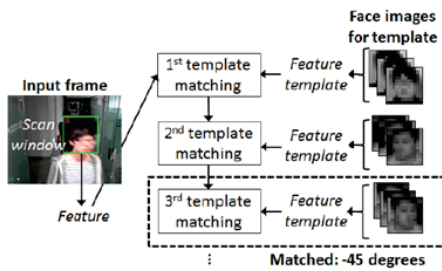 Face images
for template
Input frame
Scan
window
Feature
1st template
matching
Feature
template
2nd template
matching
Feature
template
3rd template
matching
Feature
template
⋮
Matched: -45 degrees